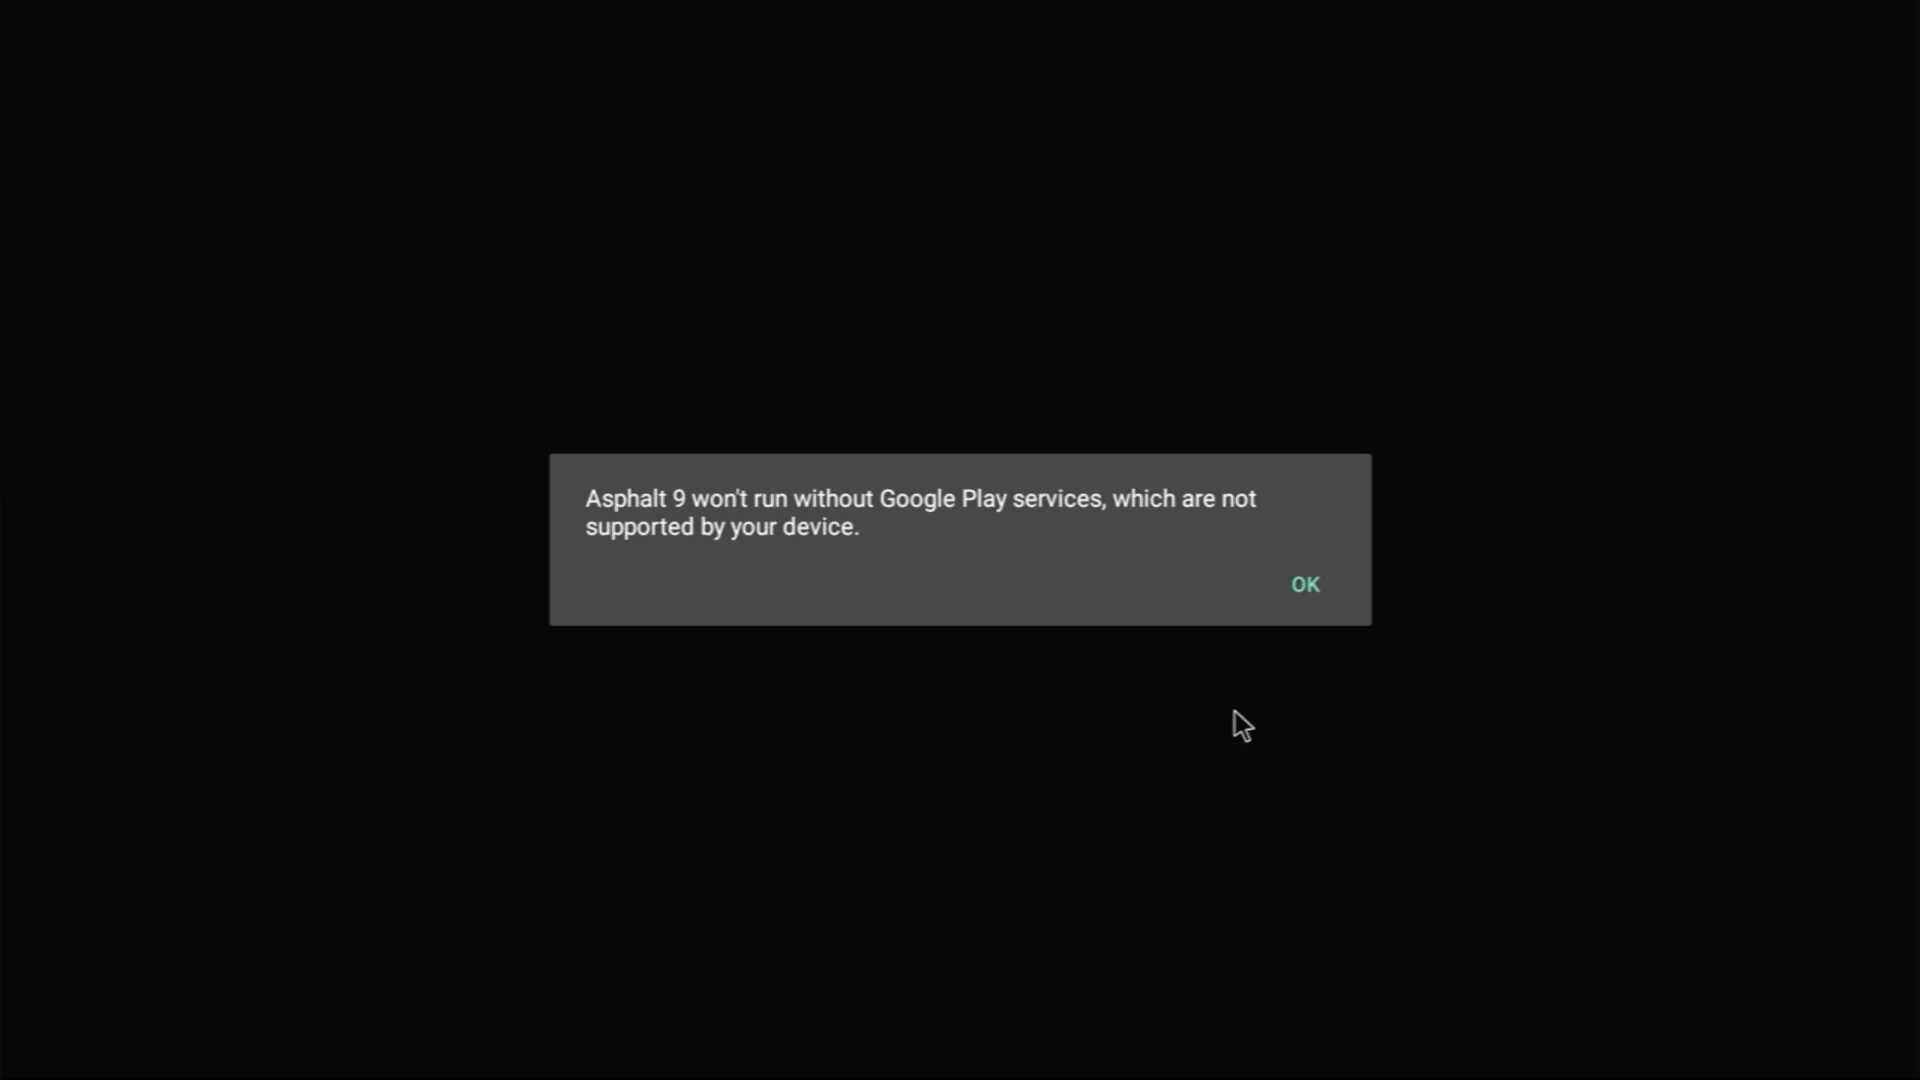 Asphalt 9 won't run without Google Play services, which are not
supported by your device.
OK